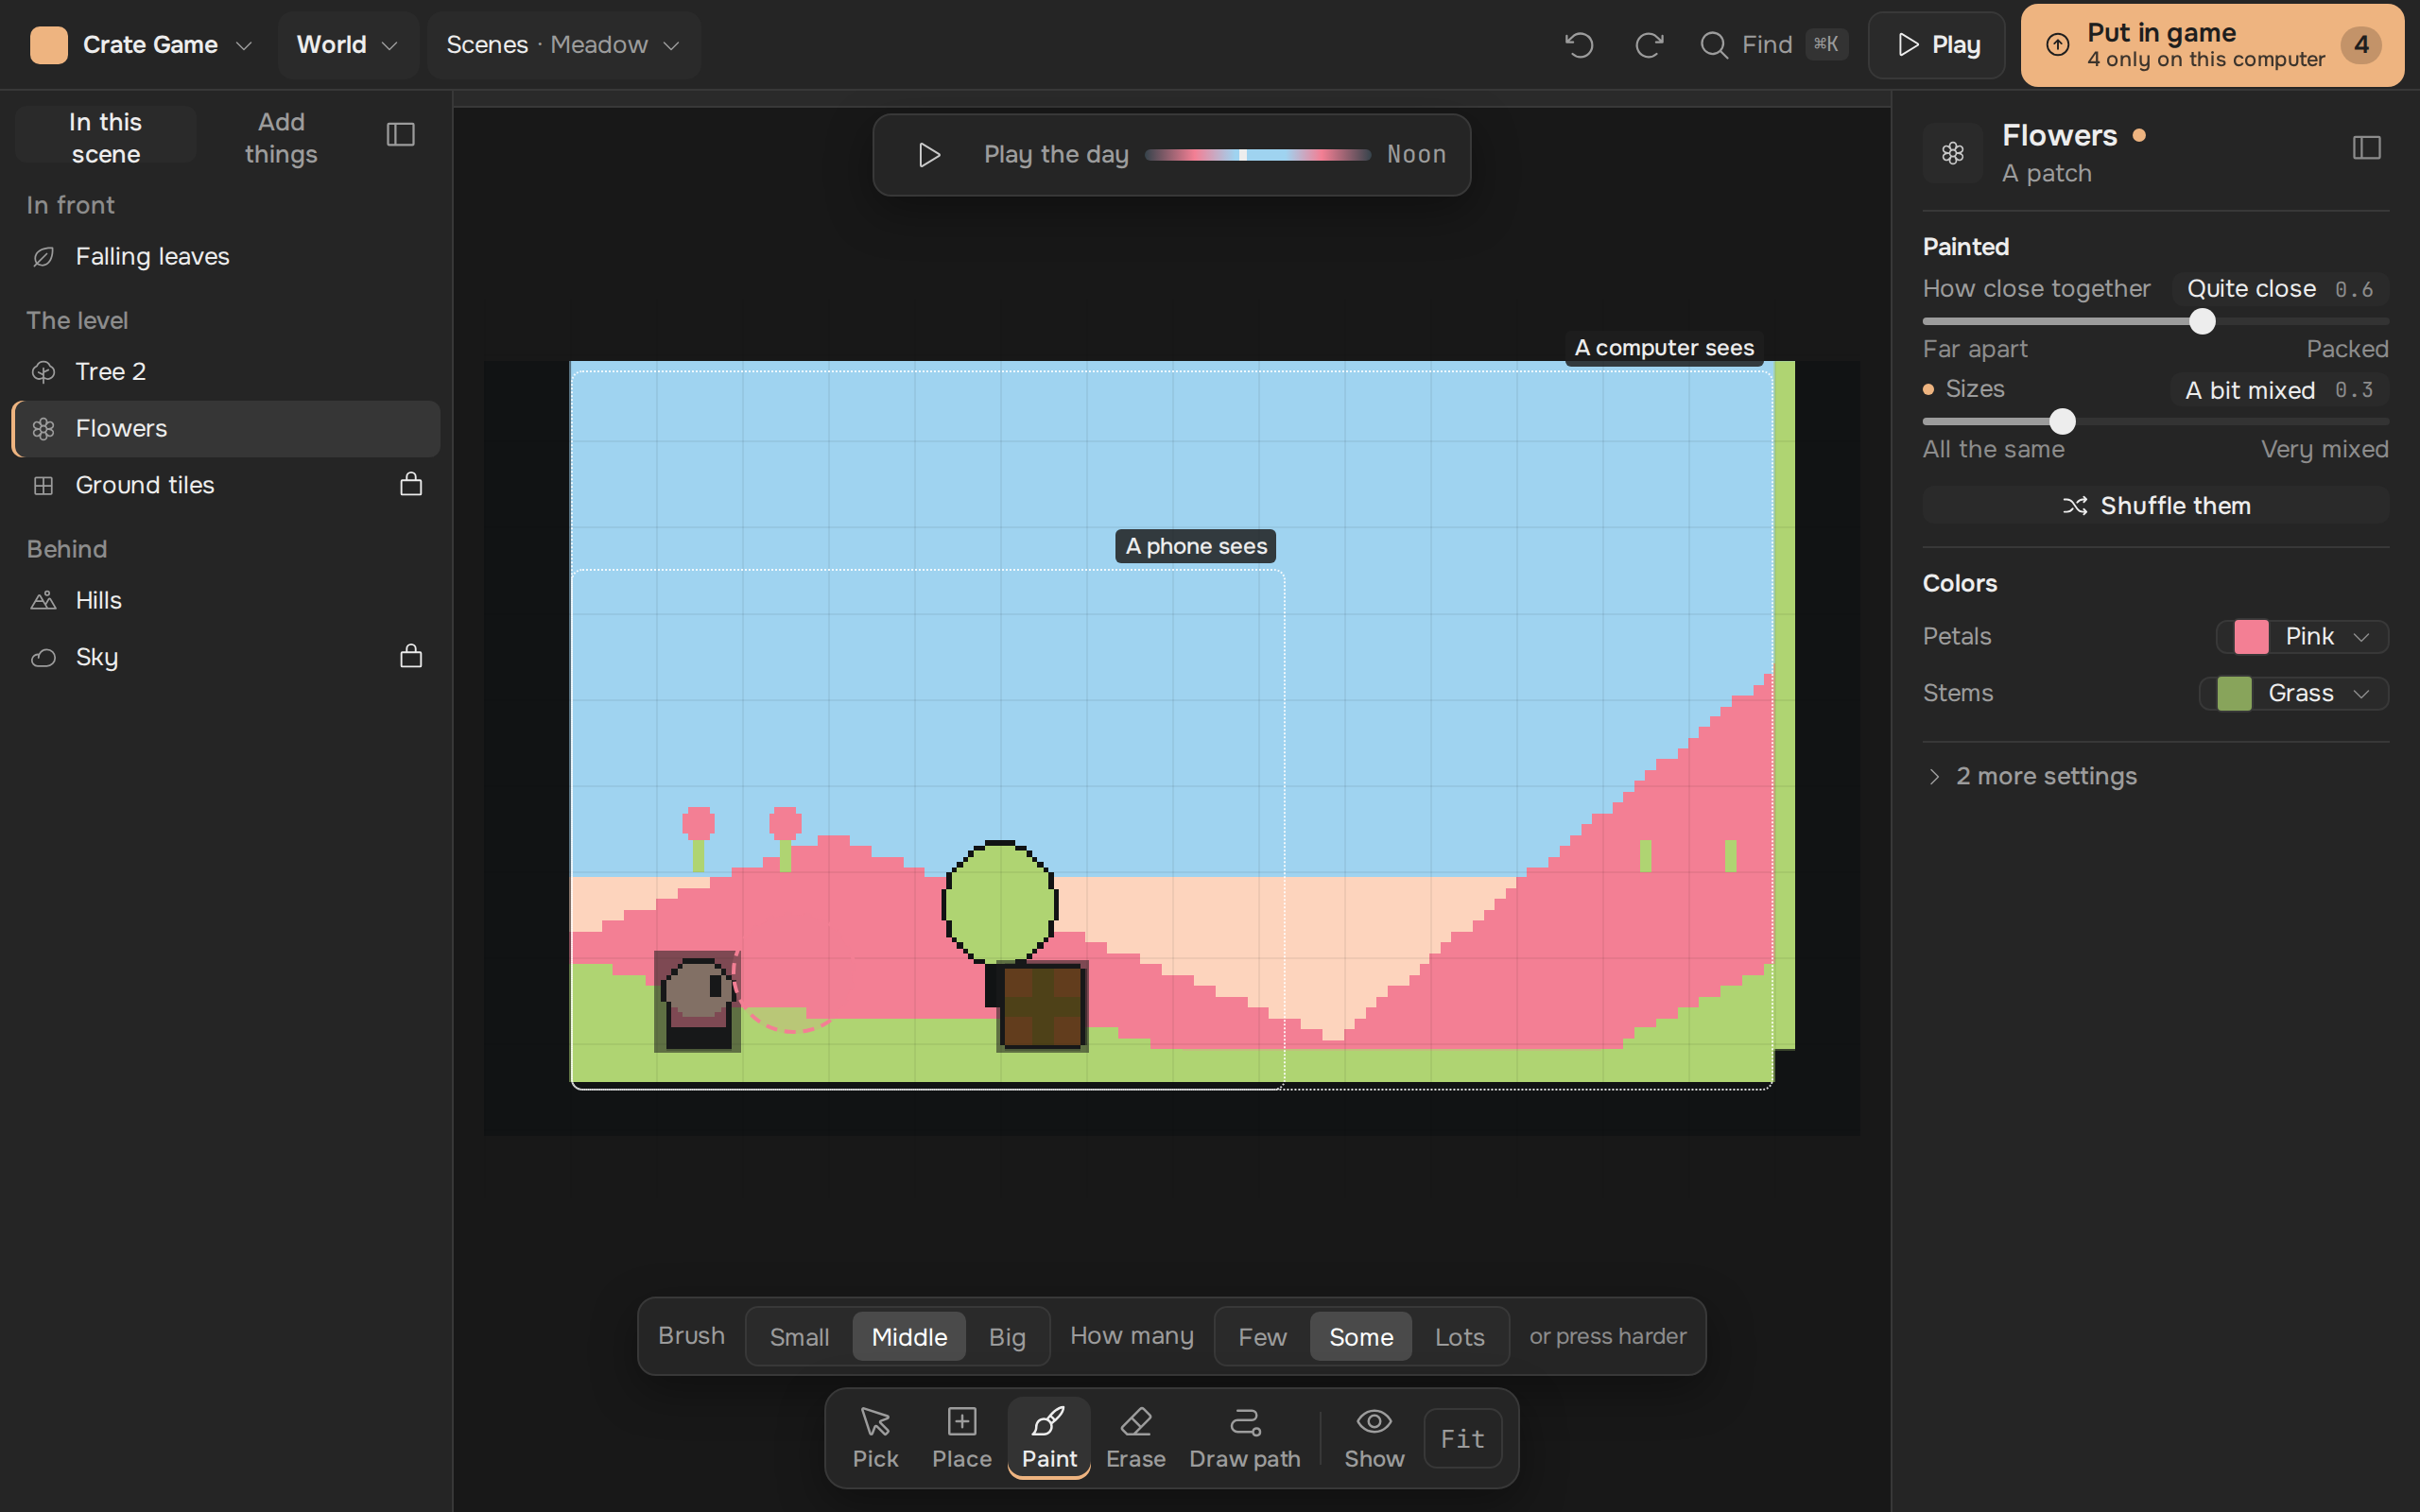 Crate Game
World
Scenes · Meadow
Find ⌘K
Play
Put in game
4 only on this computer
4
In this scene
Add things
In front
Falling leaves
The level
Tree 2
Flowers
Ground tiles
Behind
Hills
Sky
Play the day
Noon
A computer sees
A phone sees
Brush
Small
Middle
Big
How many
Few
Some
Lots
or press harder
Pick
Place
Paint
Erase
Draw path
Show
Fit
Flowers
A patch
Painted
How close together
Quite close 0.6
Far apart
Packed
Sizes
A bit mixed 0.3
All the same
Very mixed
Shuffle them
Colors
Petals
Pink
Stems
Grass
2 more settings